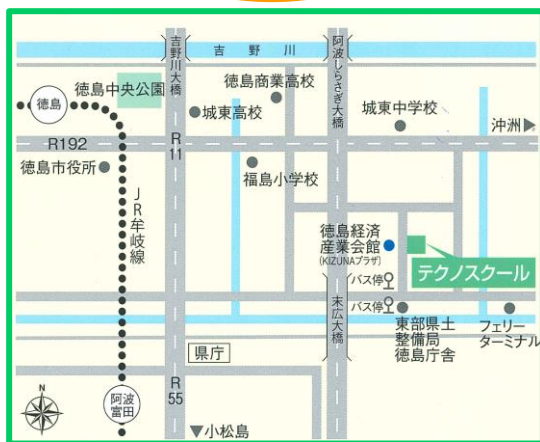 吉野川
吉野川大橋
阿波しらさぎ大橋
徳島中央公園
徳島
徳島商業高校
城東高校
城東中学校
沖洲▶
R192
R11
徳島市役所
福島小学校
JR牟岐線
徳島経済
産業会館
(KIZUNAプラザ)
テクノスクール
バス停
バス停
末広大橋
東部県土
整備局
徳島庁舎
フェリー
ターミナル
県庁
R55
N
阿波
富田
▼小松島